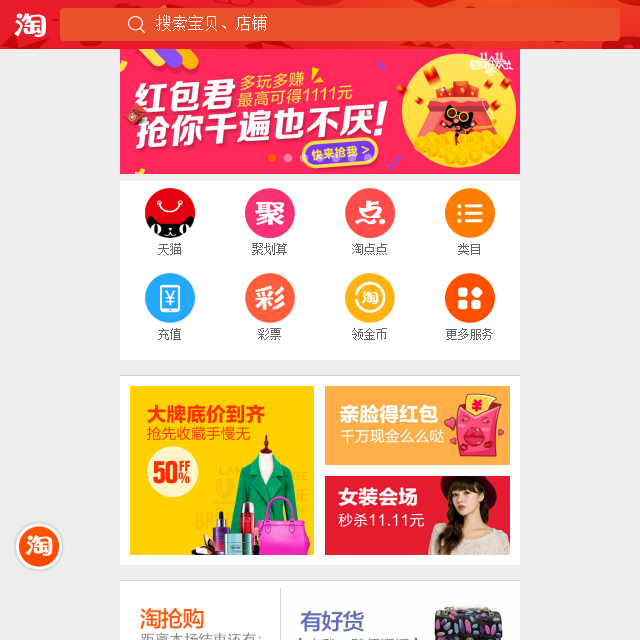 淘
搜索宝贝、店铺
11.11
红包君
多玩多赚
最高可得1111元
抢你千遍也不厌!
快来抢我 >
聚
点
天猫
聚划算
淘点点
类目
¥
彩
淘
充值
彩票
领金币
更多服务
大牌底价到齐
抢先收藏手慢无
50%
OFF
亲脸得红包
千万现金么么哒
¥
女装会场
秒杀11.11元
淘
淘抢购
距离本场结束还有:
有好货